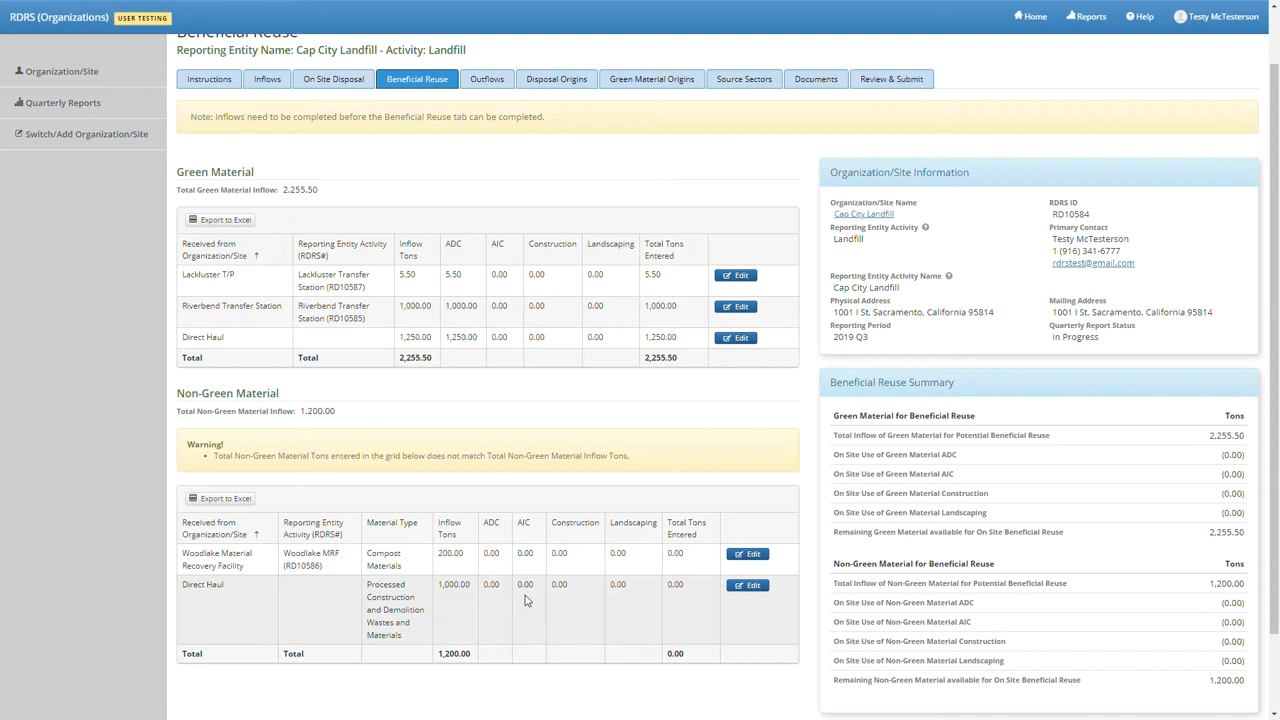 RDRS (Organizations) USER TESTING
Home Reports Help Testy McTesterson
Organization/Site
Quarterly Reports
Switch/Add Organization/Site
Beneficial Reuse
Reporting Entity Name: Cap City Landfill - Activity: Landfill
Instructions Inflows On Site Disposal Beneficial Reuse Outflows Disposal Origins Green Material Origins Source Sectors Documents Review & Submit
Note: Inflows need to be completed before the Beneficial Reuse tab can be completed.
Green Material
Total Green Material Inflow: 2,255.50
Export to Excel
Received from Organization/Site ↑ Reporting Entity Activity (RDRS#) Inflow Tons ADC AIC Construction Landscaping Total Tons Entered
Lackluster T/P Lackluster Transfer Station (RD10587) 5.50 5.50 0.00 0.00 0.00 5.50 Edit
Riverbend Transfer Station Riverbend Transfer Station (RD10585) 1,000.00 1,000.00 0.00 0.00 0.00 1,000.00 Edit
Direct Haul 1,250.00 1,250.00 0.00 0.00 0.00 1,250.00 Edit
Total Total 2,255.50 2,255.50
Non-Green Material
Total Non-Green Material Inflow: 1,200.00
Warning!
Total Non-Green Material Tons entered in the grid below does not match Total Non-Green Material Inflow Tons.
Export to Excel
Received from Organization/Site ↑ Reporting Entity Activity (RDRS#) Material Type Inflow Tons ADC AIC Construction Landscaping Total Tons Entered
Woodlake Material Recovery Facility Woodlake MRF (RD10586) Compost Materials 200.00 0.00 0.00 0.00 0.00 0.00 Edit
Direct Haul Processed Construction and Demolition Wastes and Materials 1,000.00 0.00 0.00 0.00 0.00 0.00 Edit
Total Total 1,200.00 0.00
Organization/Site Information
Organization/Site Name
Cap City Landfill
Reporting Entity Activity
Landfill
Reporting Entity Activity Name
Cap City Landfill
Physical Address
1001 I St, Sacramento, California 95814
Reporting Period
2019 Q3
RDRS ID
RD10584
Primary Contact
Testy McTesterson
1 (916) 341-6777
rdrstest@gmail.com
Mailing Address
1001 I St, Sacramento, California 95814
Quarterly Report Status
In Progress
Beneficial Reuse Summary
Green Material for Beneficial Reuse Tons
Total Inflow of Green Material for Potential Beneficial Reuse 2,255.50
On Site Use of Green Material ADC (0.00)
On Site Use of Green Material AIC (0.00)
On Site Use of Green Material Construction (0.00)
On Site Use of Green Material Landscaping (0.00)
Remaining Green Material available for On Site Beneficial Reuse 2,255.50
Non-Green Material for Beneficial Reuse Tons
Total Inflow of Non-Green Material for Potential Beneficial Reuse 1,200.00
On Site Use of Non-Green Material ADC (0.00)
On Site Use of Non-Green Material AIC (0.00)
On Site Use of Non-Green Material Construction (0.00)
On Site Use of Non-Green Material Landscaping (0.00)
Remaining Non-Green Material available for On Site Beneficial Reuse 1,200.00